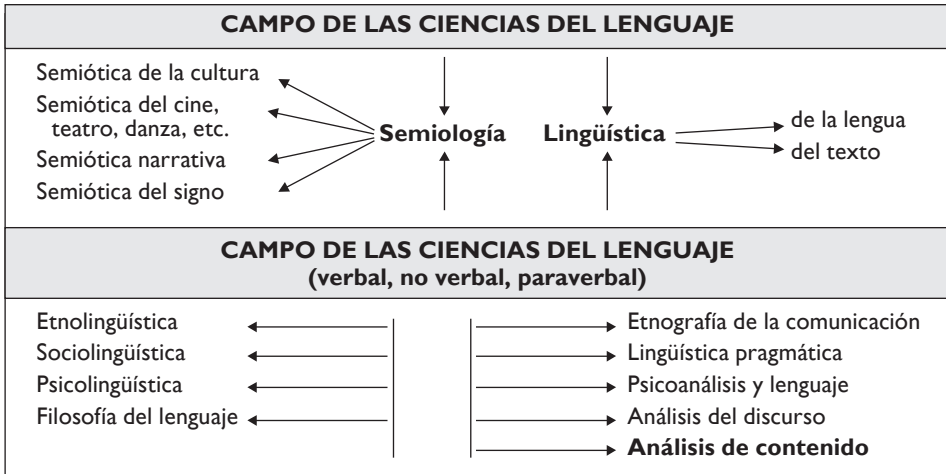 CAMPO DE LAS CIENCIAS DEL LENGUAJE
Semiótica de la cultura
Semiótica del cine,
teatro, danza, etc.
Semiótica narrativa
Semiótica del signo
Semiología
Lingüística
de la lengua
del texto
CAMPO DE LAS CIENCIAS DEL LENGUAJE
(verbal, no verbal, paraverbal)
Etnolingüística
Sociolingüística
Psicolingüística
Filosofía del lenguaje
Etnografía de la comunicación
Lingüística pragmática
Psicoanálisis y lenguaje
Análisis del discurso
Análisis de contenido